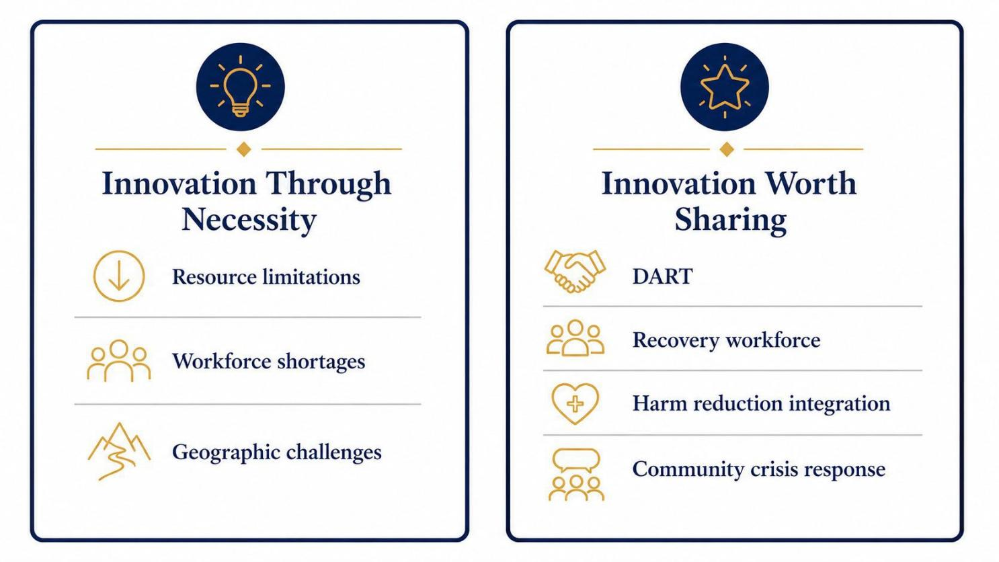 Innovation Through
Necessity
Resource limitations
Workforce shortages
Geographic challenges
Innovation Worth
Sharing
DART
Recovery workforce
Harm reduction integration
Community crisis response